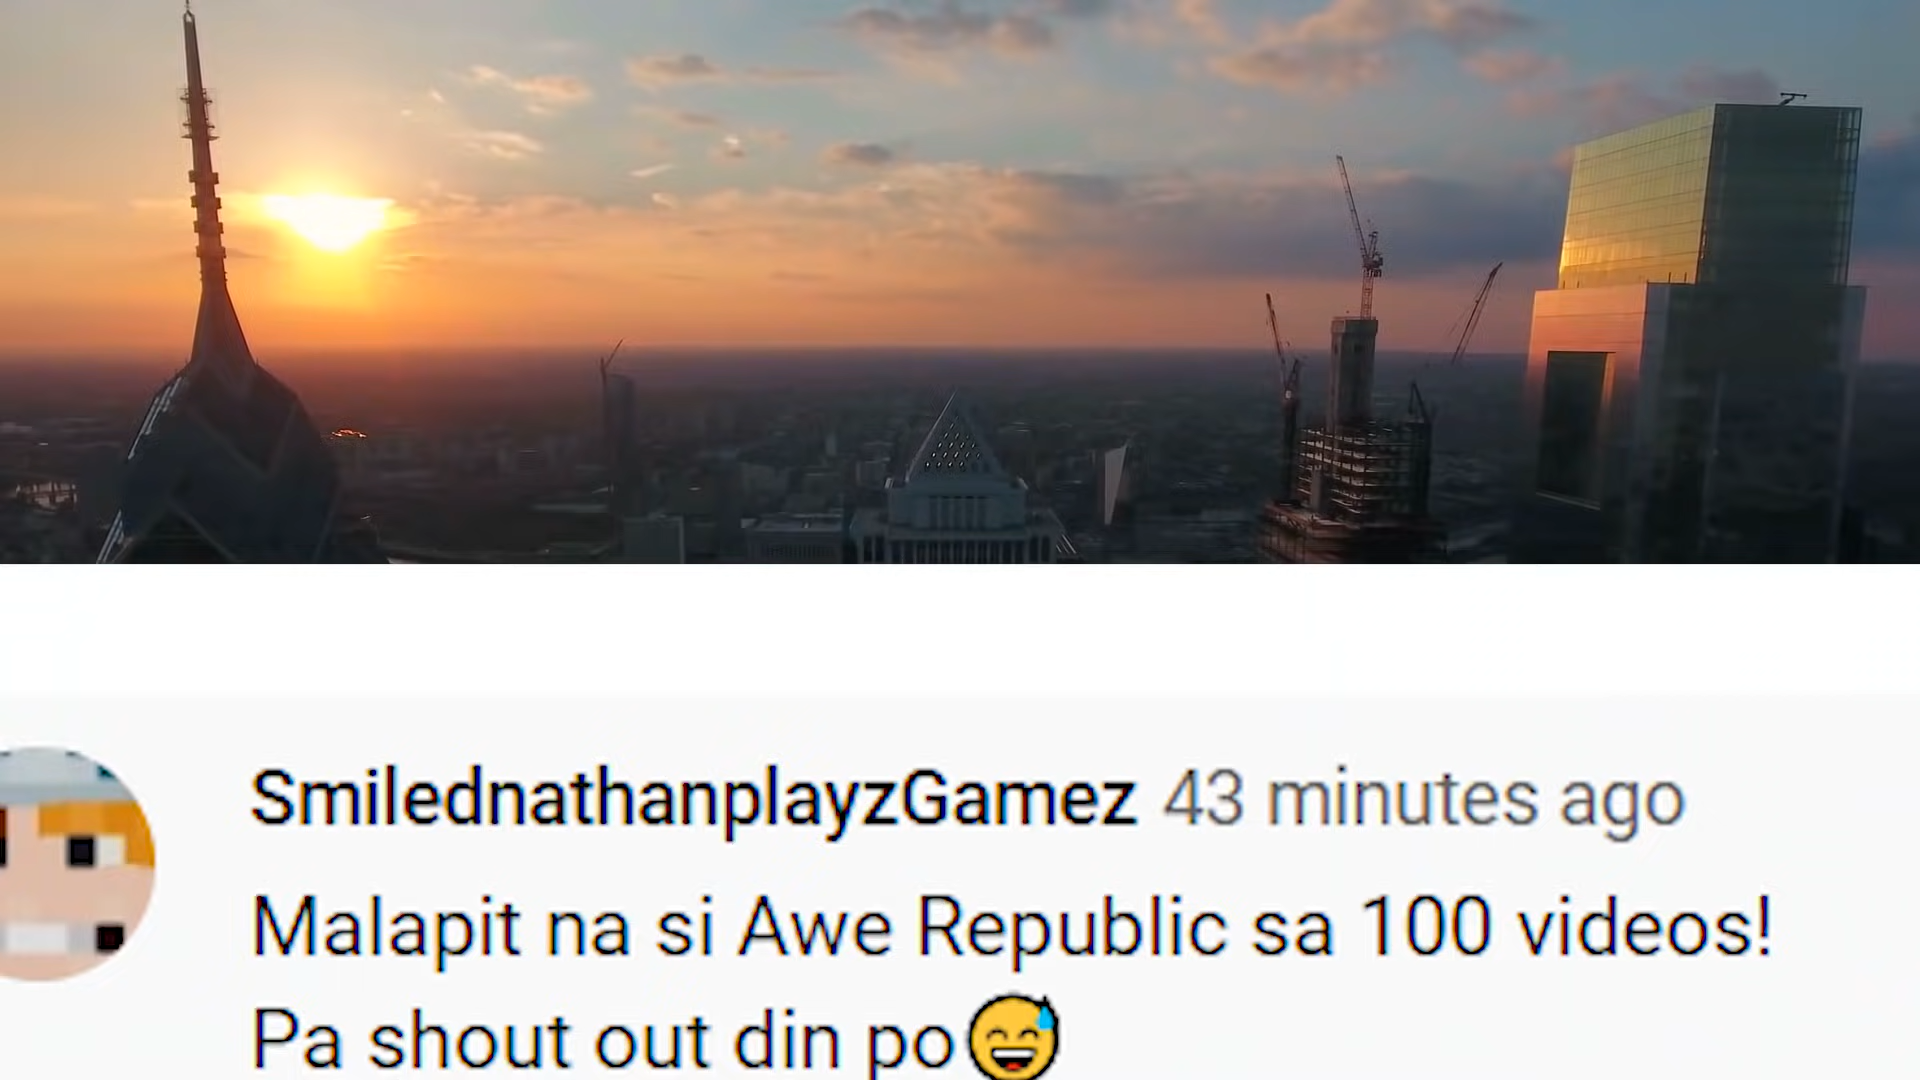 SmilednathanplayzGamez 43 minutes ago
Malapit na si Awe Republic sa 100 videos!
Pa shout out din po😅